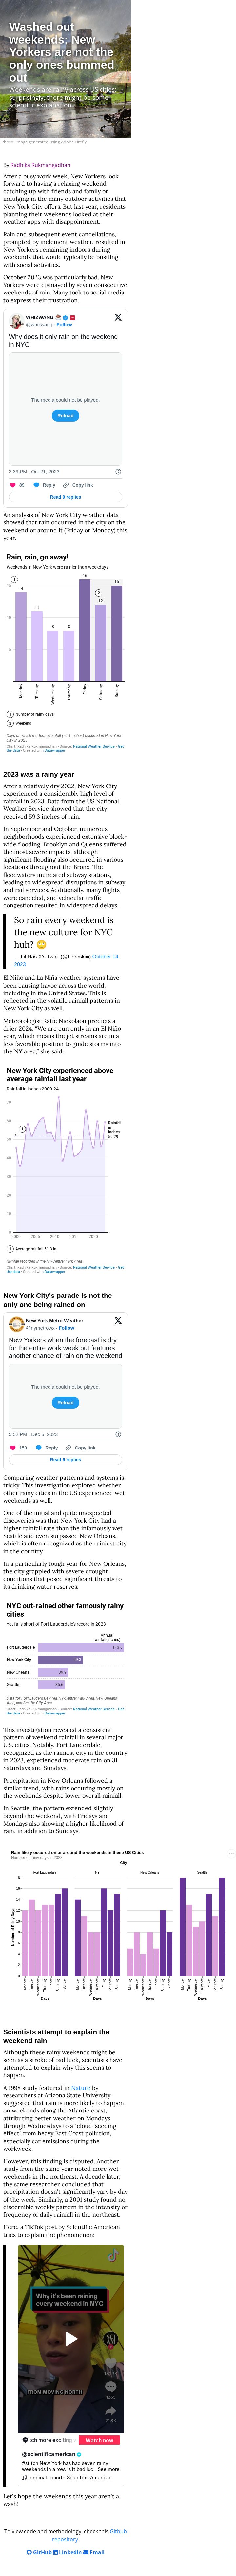 Washed out
weekends: New
Yorkers are not the
only ones bummed
out
Weekends are rainy across US cities;
surprisingly, there might be some
scientific explanation
Photo: Image generated using Adobe Firefly
By Radhika Rukmangadhan
After a busy work week, New Yorkers look
forward to having a relaxing weekend
catching up with friends and family or
indulging in the many outdoor activities that
New York City offers. But last year, residents
planning their weekends looked at their
weather apps with disappointment.
Rain and subsequent event cancellations,
prompted by inclement weather, resulted in
New Yorkers remaining indoors during
weekends that would typically be bustling
with social activities.
October 2023 was particularly bad. New
Yorkers were dismayed by seven consecutive
weekends of rain. Many took to social media
to express their frustration.
WHIZWANG
@whizwang · Follow
Why does it only rain on the weekend
in NYC
The media could not be played.
Reload
3:39 PM · Oct 21, 2023
89 Reply Copy link
Read 9 replies
An analysis of New York City weather data
showed that rain occurred in the city on the
weekend or around it (Friday or Monday) this
year.
Rain, rain, go away!
Weekends in New York were rainier than weekdays
16
15
15
14
1
2
12
11
10
8
8
5
Monday
Tuesday
Wednesday
Thursday
Friday
Saturday
Sunday
1 Number of rainy days
2 Weekend
Days on which moderate rainfall (>0.1 inches) occurred in New York
City in 2023
Chart: Radhika Rukmangadhan • Source: National Weather Service • Get
the data • Created with Datawrapper
2023 was a rainy year
After a relatively dry 2022, New York City
experienced a considerably high level of
rainfall in 2023. Data from the US National
Weather Service showed that the city
received 59.3 inches of rain.
In September and October, numerous
neighborhoods experienced extensive block-
wide flooding. Brooklyn and Queens suffered
the most severe impacts, although
significant flooding also occurred in various
locations throughout the Bronx. The
floodwaters inundated subway stations,
leading to widespread disruptions in subway
and rail services. Additionally, many flights
were canceled, and vehicular traffic
congestion resulted in widespread delays.
So rain every weekend is
the new culture for NYC
huh? 🙄
— Lil Nas X's Twin. (@Leeeskiiii) October 14,
2023
El Niño and La Niña weather systems have
been causing havoc across the world,
including the United States. This is
reflected in the volatile rainfall patterns in
New York City as well.
Meteorologist Katie Nickolaou predicts a
drier 2024. “We are currently in an El Niño
year, which means the jet streams are in a
less favorable position to guide storms into
the NY area,” she said.
New York City experienced above
average rainfall last year
Rainfall in inches 2000-24
70
60
50
40
30
20
10
0
1
Rainfall
in
inches
59.29
2000 2005 2010 2015 2020
1 Average rainfall 51.3 in
Rainfall recorded in the NY-Central Park Area
Chart: Radhika Rukmangadhan • Source: National Weather Service • Get
the data • Created with Datawrapper
New York City's parade is not the
only one being rained on
New York Metro Weather
@nymetrowx · Follow
New Yorkers when the forecast is dry
for the entire work week but features
another chance of rain on the weekend
The media could not be played.
Reload
5:52 PM · Dec 6, 2023
150 Reply Copy link
Read 6 replies
Comparing weather patterns and systems is
tricky. This investigation explored whether
other rainy cities in the US experienced wet
weekends as well.
One of the initial and quite unexpected
discoveries was that New York City had a
higher rainfall rate than the infamously wet
Seattle and even surpassed New Orleans,
which is often recognized as the rainiest city
in the country.
In a particularly tough year for New Orleans,
the city grappled with severe drought
conditions that posed significant threats to
its drinking water reserves.
NYC out-rained other famously rainy
cities
Yet falls short of Fort Lauderdale's record in 2023
Annual
rainfall(inches)
Fort Lauderdale 113.8
New York City 59.3
New Orleans 39.9
Seattle 35.6
Data for Fort Lauderdale Area, NY-Central Park Area, New Orleans
Area, and Seattle City Area
Chart: Radhika Rukmangadhan • Source: National Weather Service • Get
the data • Created with Datawrapper
This investigation revealed a consistent
pattern of weekend rainfall in several major
U.S. cities. Notably, Fort Lauderdale,
recognized as the rainiest city in the country
in 2023, experienced moderate rain on 31
Saturdays and Sundays.
Precipitation in New Orleans followed a
similar trend, with rains occurring mostly on
the weekends despite lower overall rainfall.
In Seattle, the pattern extended slightly
beyond the weekend, with Fridays and
Mondays also showing a higher likelihood of
rain, in addition to Sundays.
Rain likely occured on or around the weekends in these US Cities
Number of rainy days in 2023
City
Fort Lauderdale NY New Orleans Seattle
Number of Rainy Days
18
16
14
12
10
8
6
4
2
0
Monday Tuesday Wednesday Thursday Friday Saturday Sunday
Monday Tuesday Wednesday Thursday Friday Saturday Sunday
Monday Tuesday Wednesday Thursday Friday Saturday Sunday
Monday Tuesday Wednesday Thursday Friday Saturday Sunday
Days Days Days Days
Scientists attempt to explain the
weekend rain
Although these rainy weekends might be
seen as a stroke of bad luck, scientists have
attempted to explain why this seems to
happen.
A 1998 study featured in Nature by
researchers at Arizona State University
suggested that rain is more likely to happen
on weekends along the Atlantic coast,
attributing better weather on Mondays
through Wednesdays to a "cloud-seeding
effect" from heavy East Coast pollution,
especially car emissions during the
workweek.
However, this finding is disputed. Another
study from the same year noted more wet
weekends in the northeast. A decade later,
the same researcher concluded that
precipitation doesn't significantly vary by day
of the week. Similarly, a 2001 study found no
discernible weekly pattern in the intensity or
frequency of daily rainfall in the northeast.
Here, a TikTok post by Scientific American
tries to explain the phenomenon:
Why it's been raining
every weekend in NYC
FROM MOVING NORTH
Watch now
@scientificamerican
#stitch New York has had seven rainy
weekends in a row. Is it bad luc ...See more
original sound - Scientific American
Let's hope the weekends this year aren't a
wash!
To view code and methodology, check this Github
repository.
GitHub LinkedIn Email